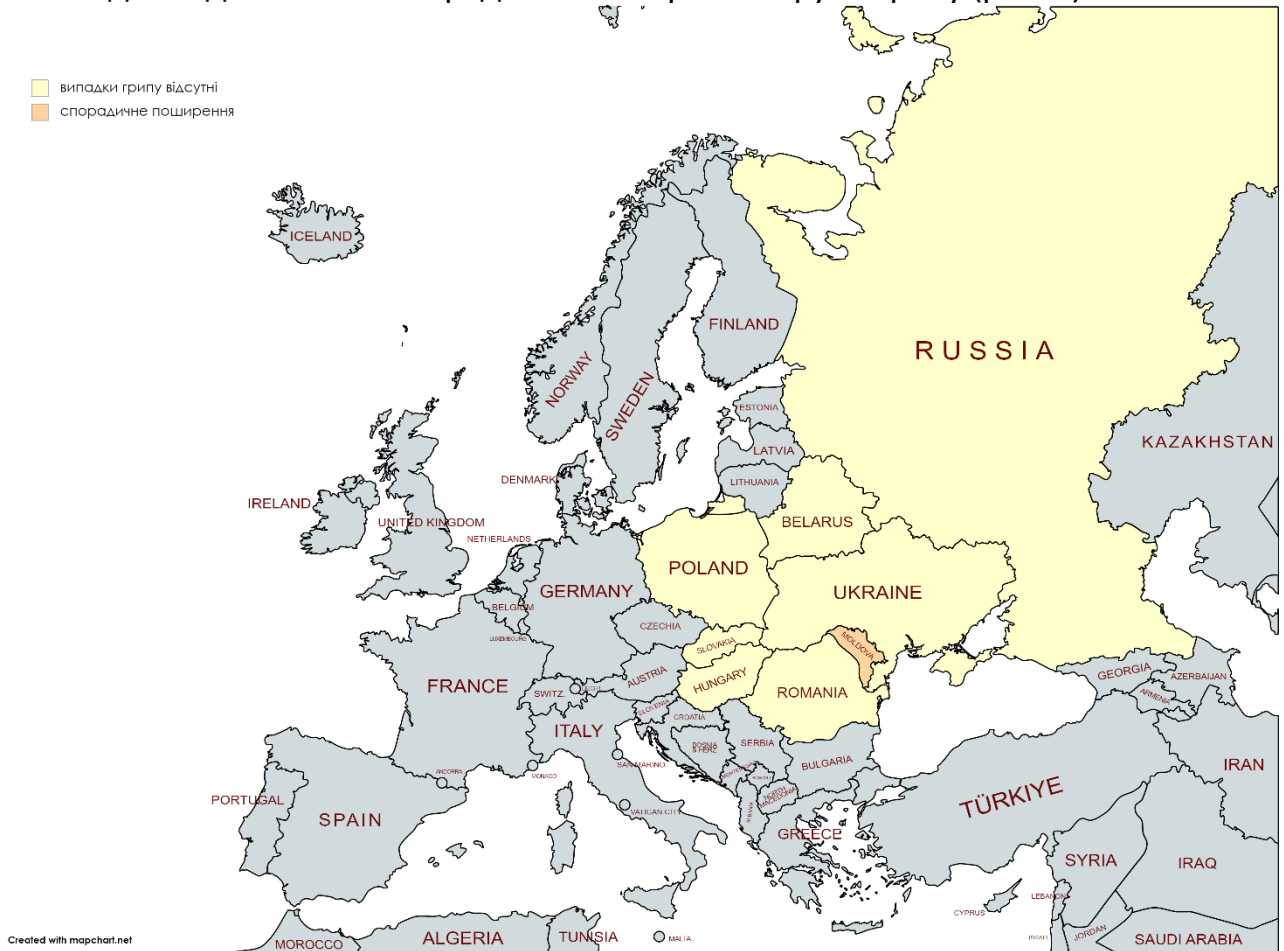 випадки грипу відсутні
спорадичне поширення
ICELAND
FINLAND
NORWAY
SWEDEN
RUSSIA
ESTONIA
LATVIA
LITHUANIA
KAZAKHSTAN
DENMARK
IRELAND
UNITED KINGDOM
NETHERLANDS
BELARUS
POLAND
GERMANY
UKRAINE
BELGIUM
LUXEMBOURG
CZECHIA
SLOVAKIA
MOLDOVA
FRANCE
SWITZ.
LIECHT.
AUSTRIA
HUNGARY
ROMANIA
GEORGIA
AZERBAIJAN
ARMENIA
SLOVENIA
CROATIA
ITALY
BOSNIA
& HERZ.
SERBIA
BULGARIA
SAN MARINO
MONTENEGRO
NORTH
MACEDONIA
ALBANIA
ANDORRA
MONACO
VATICAN CITY
PORTUGAL
SPAIN
GREECE
TÜRKIYE
IRAN
SYRIA
IRAQ
LEBANON
CYPRUS
ISRAEL
JORDAN
SAUDI ARABIA
MOROCCO
ALGERIA
TUNISIA
MALTA
Created with mapchart.net